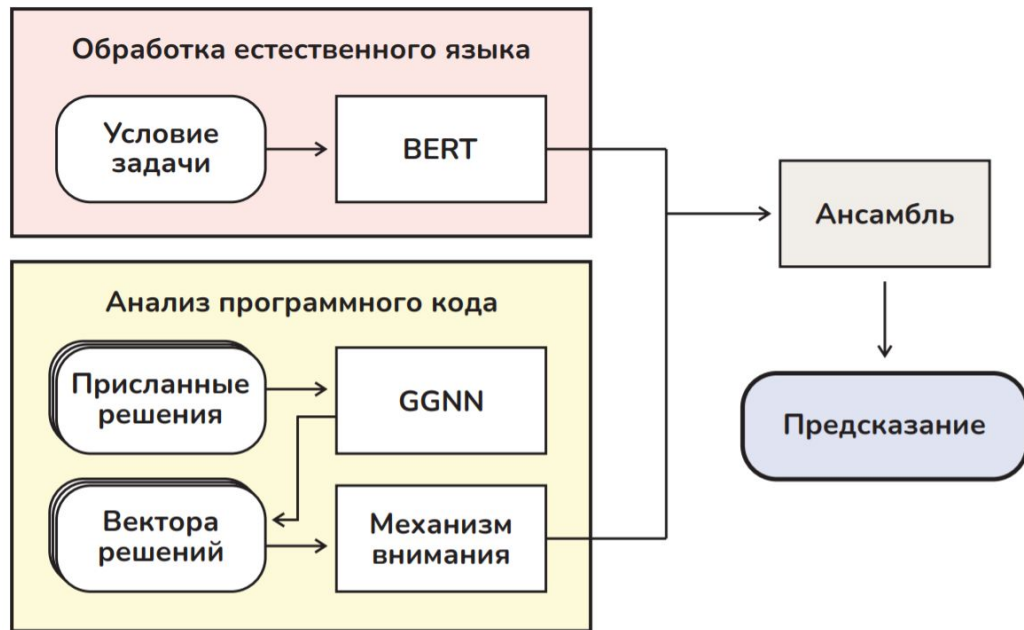 Обработка естественного языка
Условие
задачи
BERT
Ансамбль
Анализ программного кода
Присланные
решения
GGNN
Предсказание
Вектора
решений
Механизм
внимания